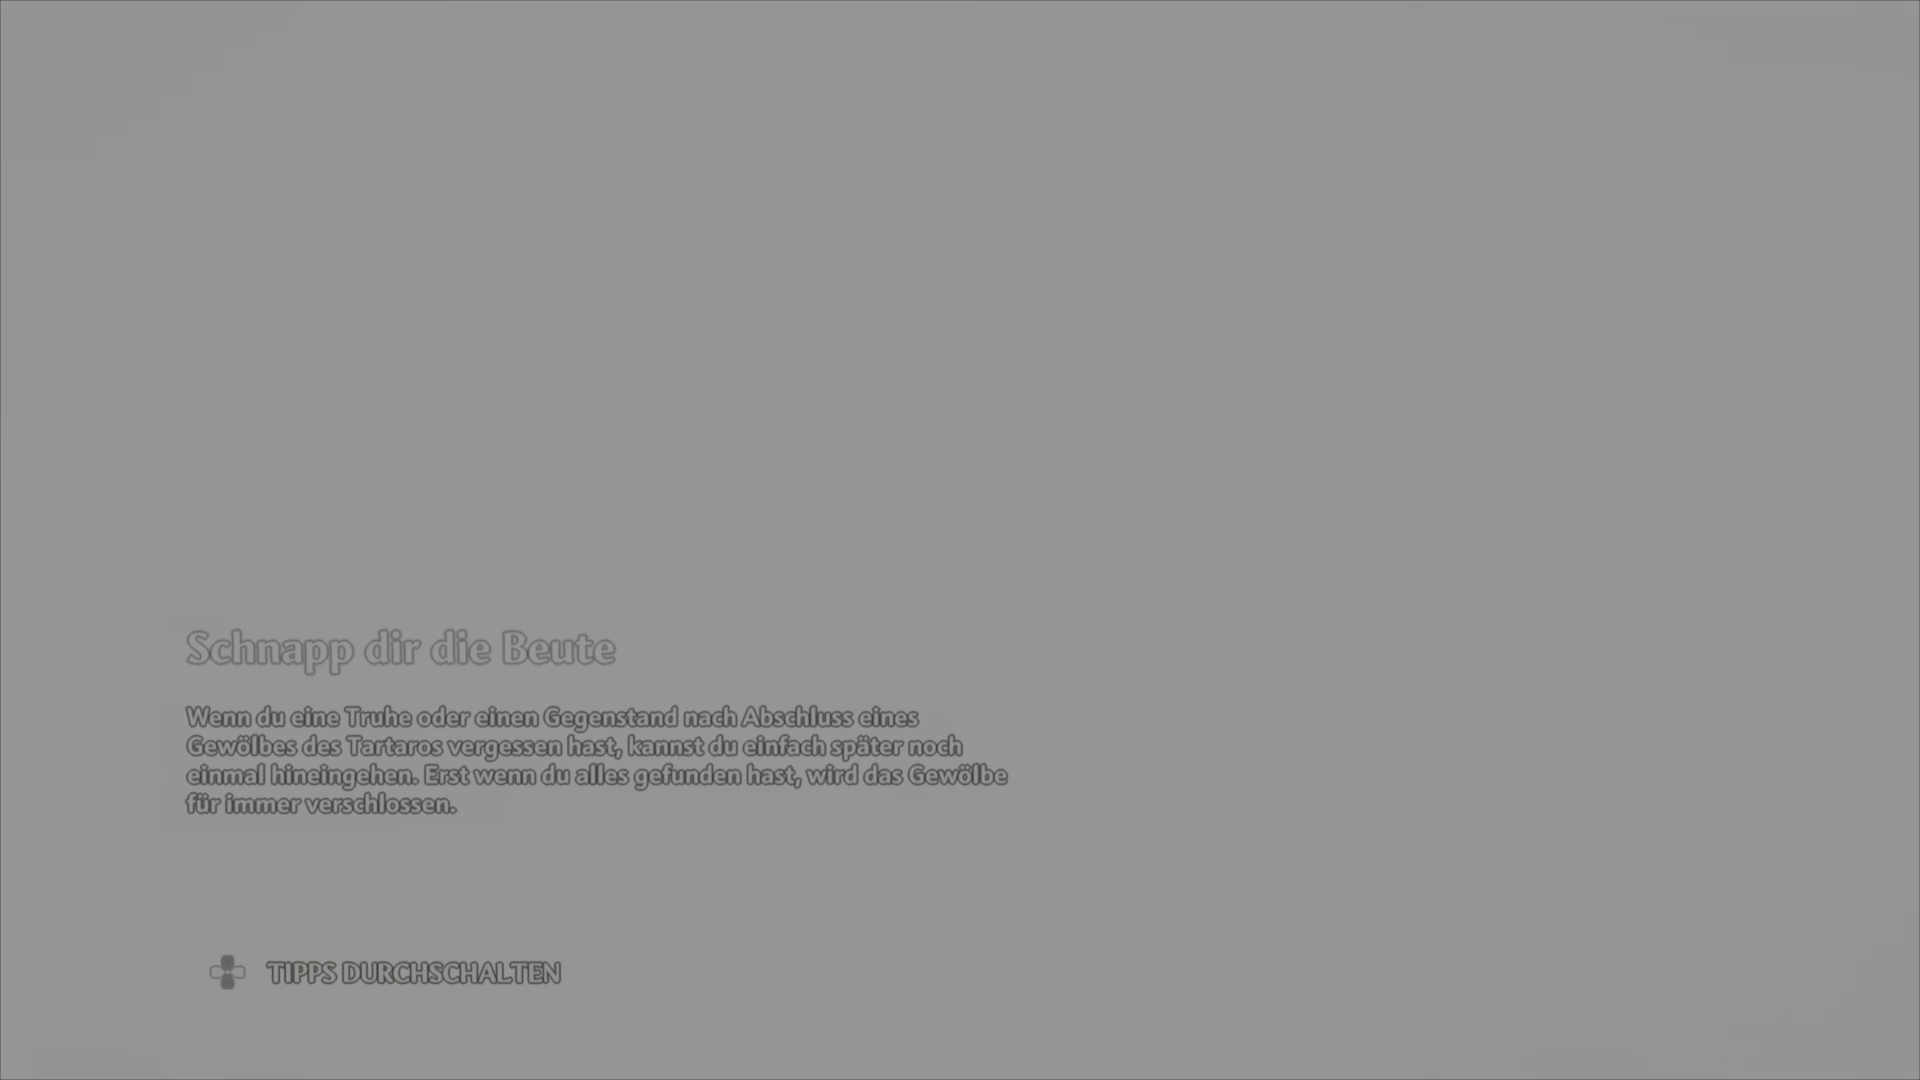 Schnapp dir die Beute
Wenn du eine Truhe oder einen Gegenstand nach Abschluss eines
Gewölbes des Tartaros vergessen hast, kannst du einfach später noch
einmal hineingehen. Erst wenn du alles gefunden hast, wird das Gewölbe
für immer verschlossen.
TIPPS DURCHSCHALTEN